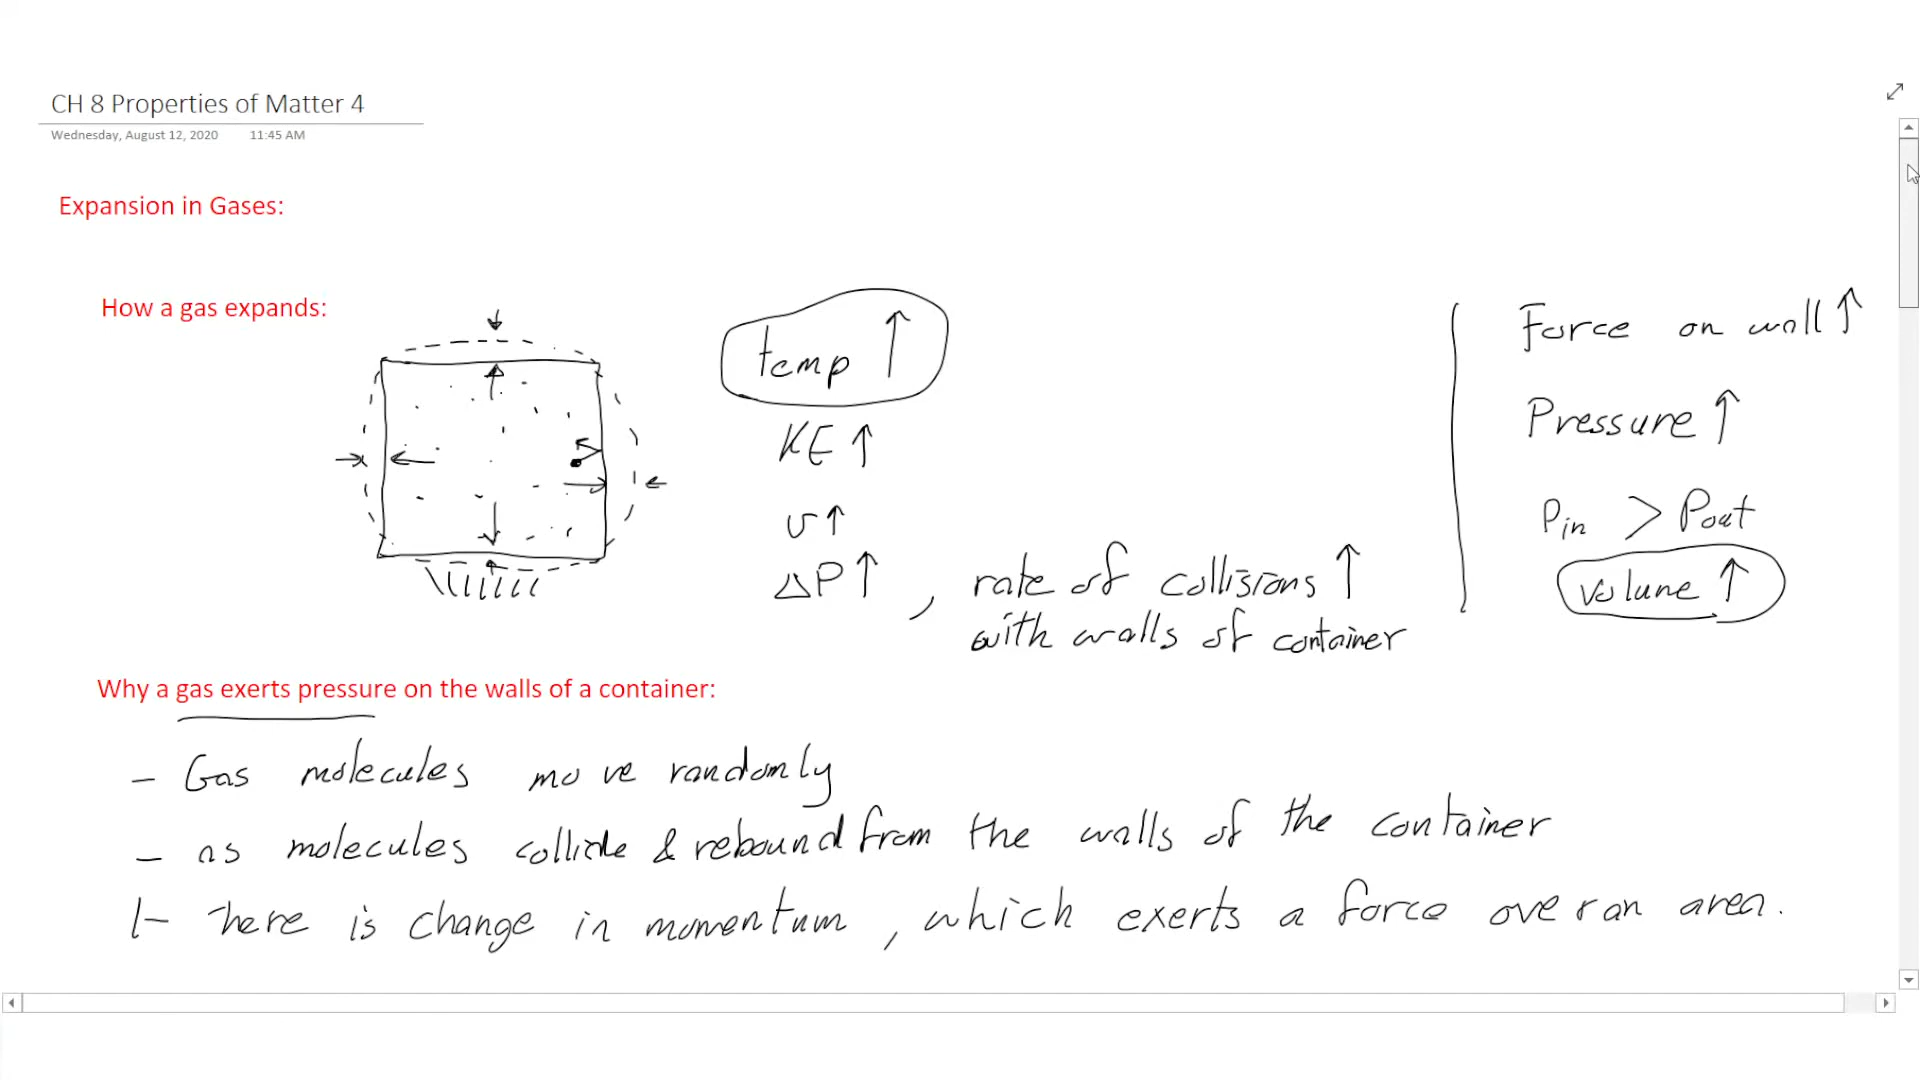 CH 8 Properties of Matter 4
Wednesday, August 12, 2020 11:45 AM
Expansion in Gases:
How a gas expands:
temp ↑
KE ↑
v ↑
ΔP ↑ , rate of collisions ↑
with walls of container
Force on wall ↑
Pressure ↑
Pin > Pout
volume ↑
Why a gas exerts pressure on the walls of a container:
- Gas molecules move randomly
- as molecules collide & rebound from the walls of the container
- There is change in momentum, which exerts a force over an area.